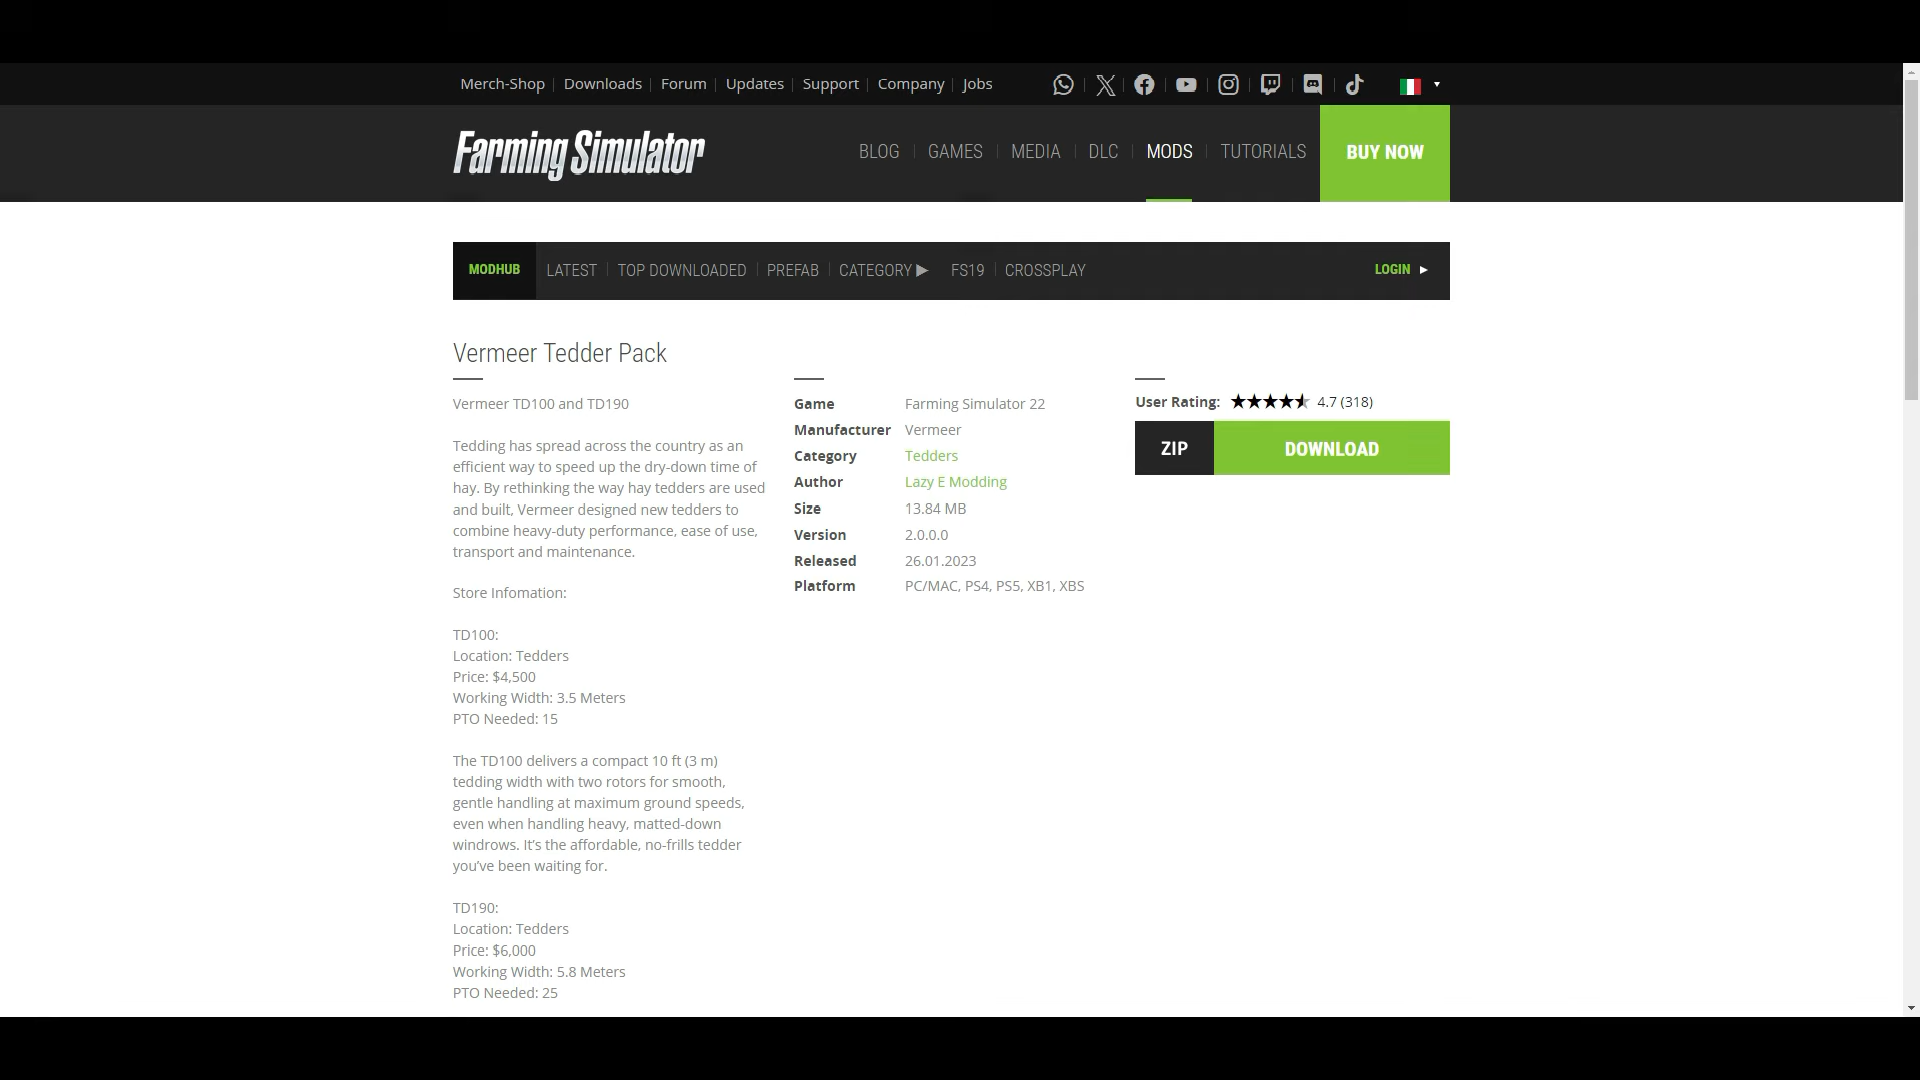 Merch-Shop Downloads Forum Updates Support Company Jobs
Farming Simulator
BLOG GAMES MEDIA DLC MODS TUTORIALS BUY NOW
MODHUB LATEST TOP DOWNLOADED PREFAB CATEGORY FS19 CROSSPLAY LOGIN
Vermeer Tedder Pack
Vermeer TD100 and TD190
Tedding has spread across the country as an
efficient way to speed up the dry-down time of
hay. By rethinking the way hay tedders are used
and built, Vermeer designed new tedders to
combine heavy-duty performance, ease of use,
transport and maintenance.
Store Infomation:
TD100:
Location: Tedders
Price: $4,500
Working Width: 3.5 Meters
PTO Needed: 15
The TD100 delivers a compact 10 ft (3 m)
tedding width with two rotors for smooth,
gentle handling at maximum ground speeds,
even when handling heavy, matted-down
windrows. It’s the affordable, no-frills tedder
you’ve been waiting for.
TD190:
Location: Tedders
Price: $6,000
Working Width: 5.8 Meters
PTO Needed: 25
Game Farming Simulator 22
Manufacturer Vermeer
Category Tedders
Author Lazy E Modding
Size 13.84 MB
Version 2.0.0.0
Released 26.01.2023
Platform PC/MAC, PS4, PS5, XB1, XBS
User Rating: 4.7 (318)
ZIP DOWNLOAD